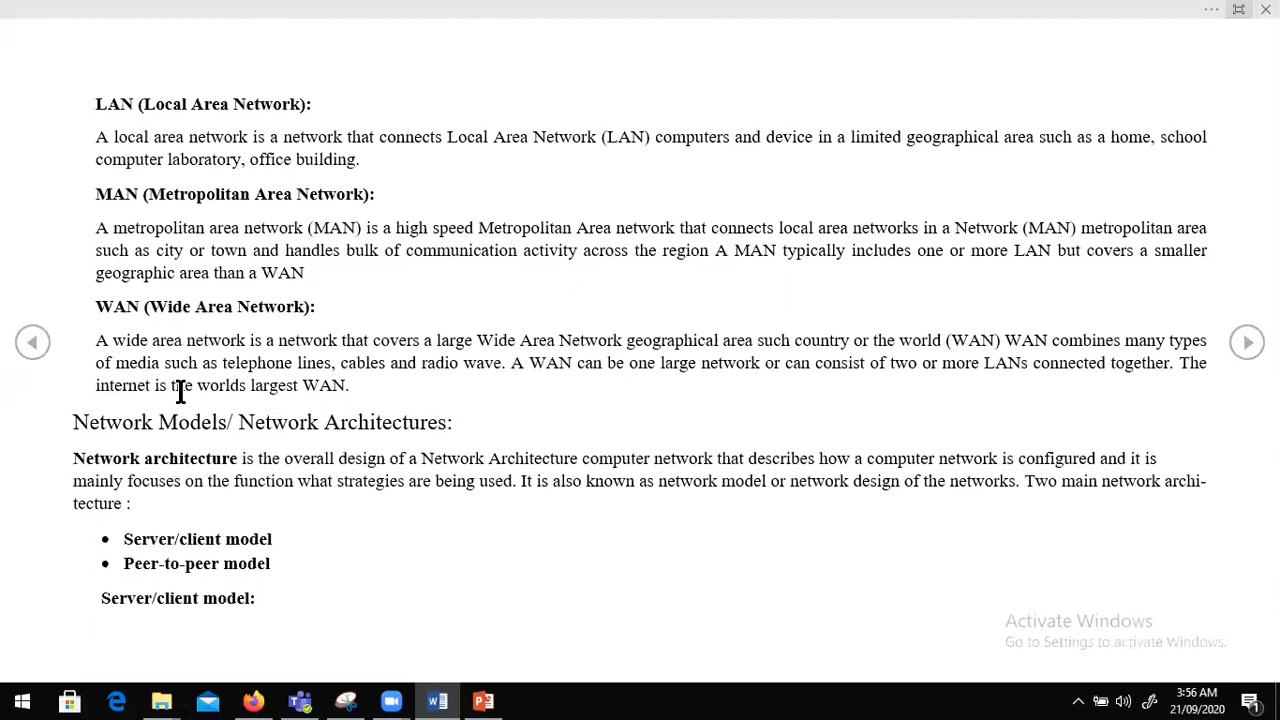 LAN (Local Area Network):
A local area network is a network that connects Local Area Network (LAN) computers and device in a limited geographical area such as a home, school
computer laboratory, office building.
MAN (Metropolitan Area Network):
A metropolitan area network (MAN) is a high speed Metropolitan Area network that connects local area networks in a Network (MAN) metropolitan area
such as city or town and handles bulk of communication activity across the region A MAN typically includes one or more LAN but covers a smaller
geographic area than a WAN
WAN (Wide Area Network):
A wide area network is a network that covers a large Wide Area Network geographical area such country or the world (WAN) WAN combines many types
of media such as telephone lines, cables and radio wave. A WAN can be one large network or can consist of two or more LANs connected together. The
internet is the worlds largest WAN.
Network Models/ Network Architectures:
Network architecture is the overall design of a Network Architecture computer network that describes how a computer network is configured and it is
mainly focuses on the function what strategies are being used. It is also known as network model or network design of the networks. Two main network archi-
tecture :
• Server/client model
• Peer-to-peer model
Server/client model:
Activate Windows
Go to Settings to activate Windows.
3:56 AM
21/09/2020